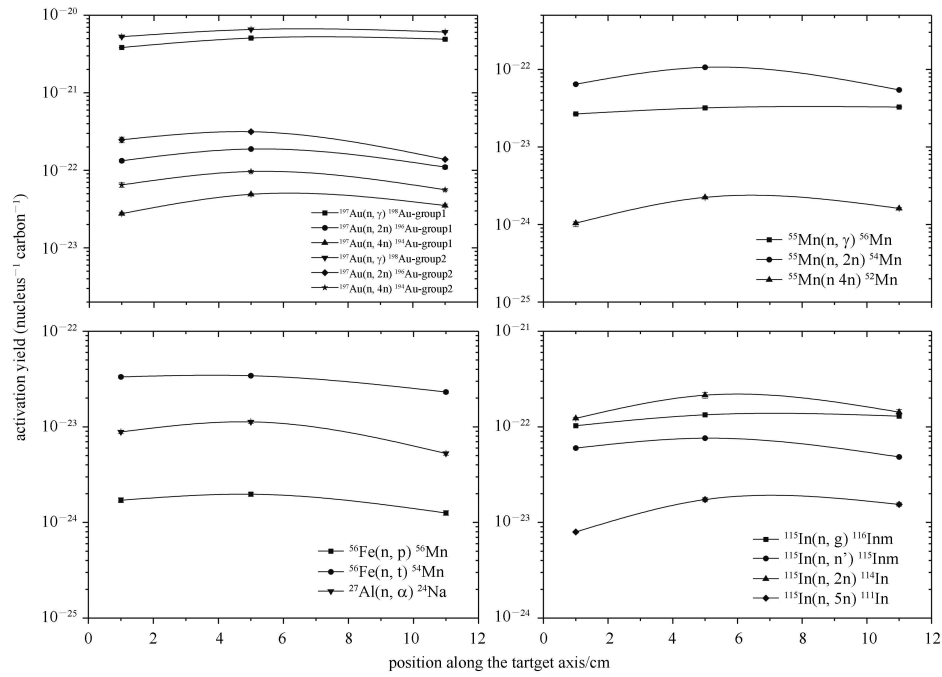 activation yield (nucleus⁻¹ carbon⁻¹)
10⁻²⁰
10⁻²¹
10⁻²²
10⁻²³
¹⁹⁷Au(n, γ) ¹⁹⁸Au-group1
¹⁹⁷Au(n, 2n) ¹⁹⁶Au-group1
¹⁹⁷Au(n, 4n) ¹⁹⁴Au-group1
¹⁹⁷Au(n, γ) ¹⁹⁸Au-group2
¹⁹⁷Au(n, 2n) ¹⁹⁶Au-group2
¹⁹⁷Au(n, 4n) ¹⁹⁴Au-group2
10⁻²²
10⁻²³
10⁻²⁴
10⁻²⁵
⁵⁵Mn(n, γ) ⁵⁶Mn
⁵⁵Mn(n, 2n) ⁵⁴Mn
⁵⁵Mn(n 4n) ⁵²Mn
10⁻²²
10⁻²³
10⁻²⁴
10⁻²⁵
⁵⁶Fe(n, p) ⁵⁶Mn
⁵⁶Fe(n, t) ⁵⁴Mn
²⁷Al(n, α) ²⁴Na
0 2 4 6 8 10 12
10⁻²¹
10⁻²²
10⁻²³
10⁻²⁴
¹¹⁵In(n, g) ¹¹⁶Inm
¹¹⁵In(n, n’) ¹¹⁵Inm
¹¹⁵In(n, 2n) ¹¹⁴In
¹¹⁵In(n, 5n) ¹¹¹In
0 2 4 6 8 10 12
position along the tartget axis/cm